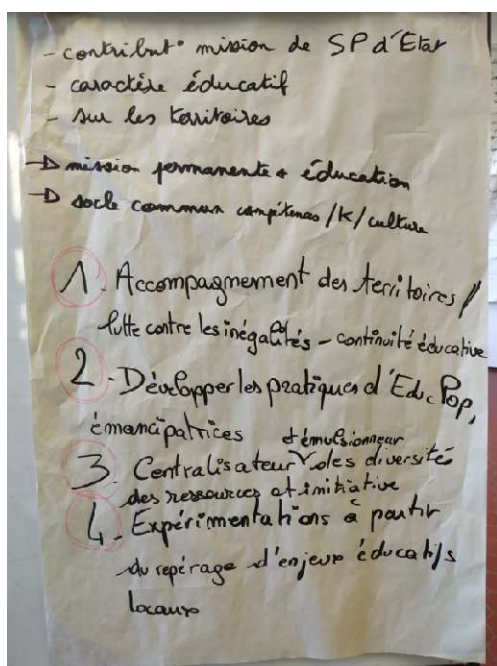 - contribut° mission de SP d'Etat
- caractère éducatif
- sur les territoires
→ mission permanente + éducation
→ socle commun compétences/K/culture
1. Accompagnement des territoires /
lutte contre les inégalités - continuité éducative
2. Développer les pratiques d'Educ Pop,
émancipatrices
et émulsionneur
3. Centralisateur des diversités
des ressources et initiative
4. Expérimentations à partir
du repérage d'enjeux éducatifs
locaux